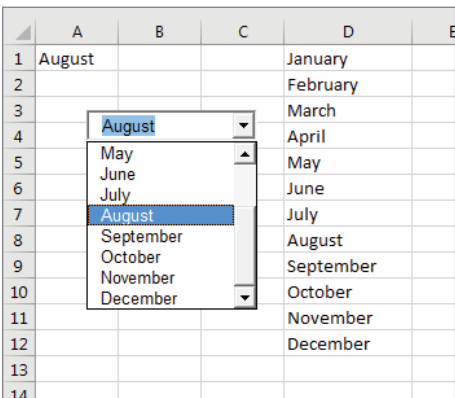 A B C D E
1 August January
2 February
3 March
August
4 April
May
5 May
June
6 June
July
7 July
August
8 August
September
9 September
October
10 October
November
11 November
December
12 December
13
14